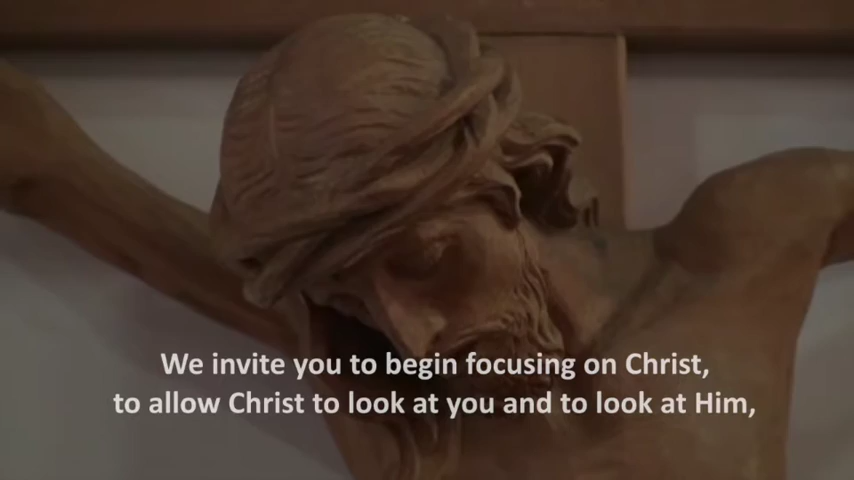 We invite you to begin focusing on Christ,
to allow Christ to look at you and to look at Him,